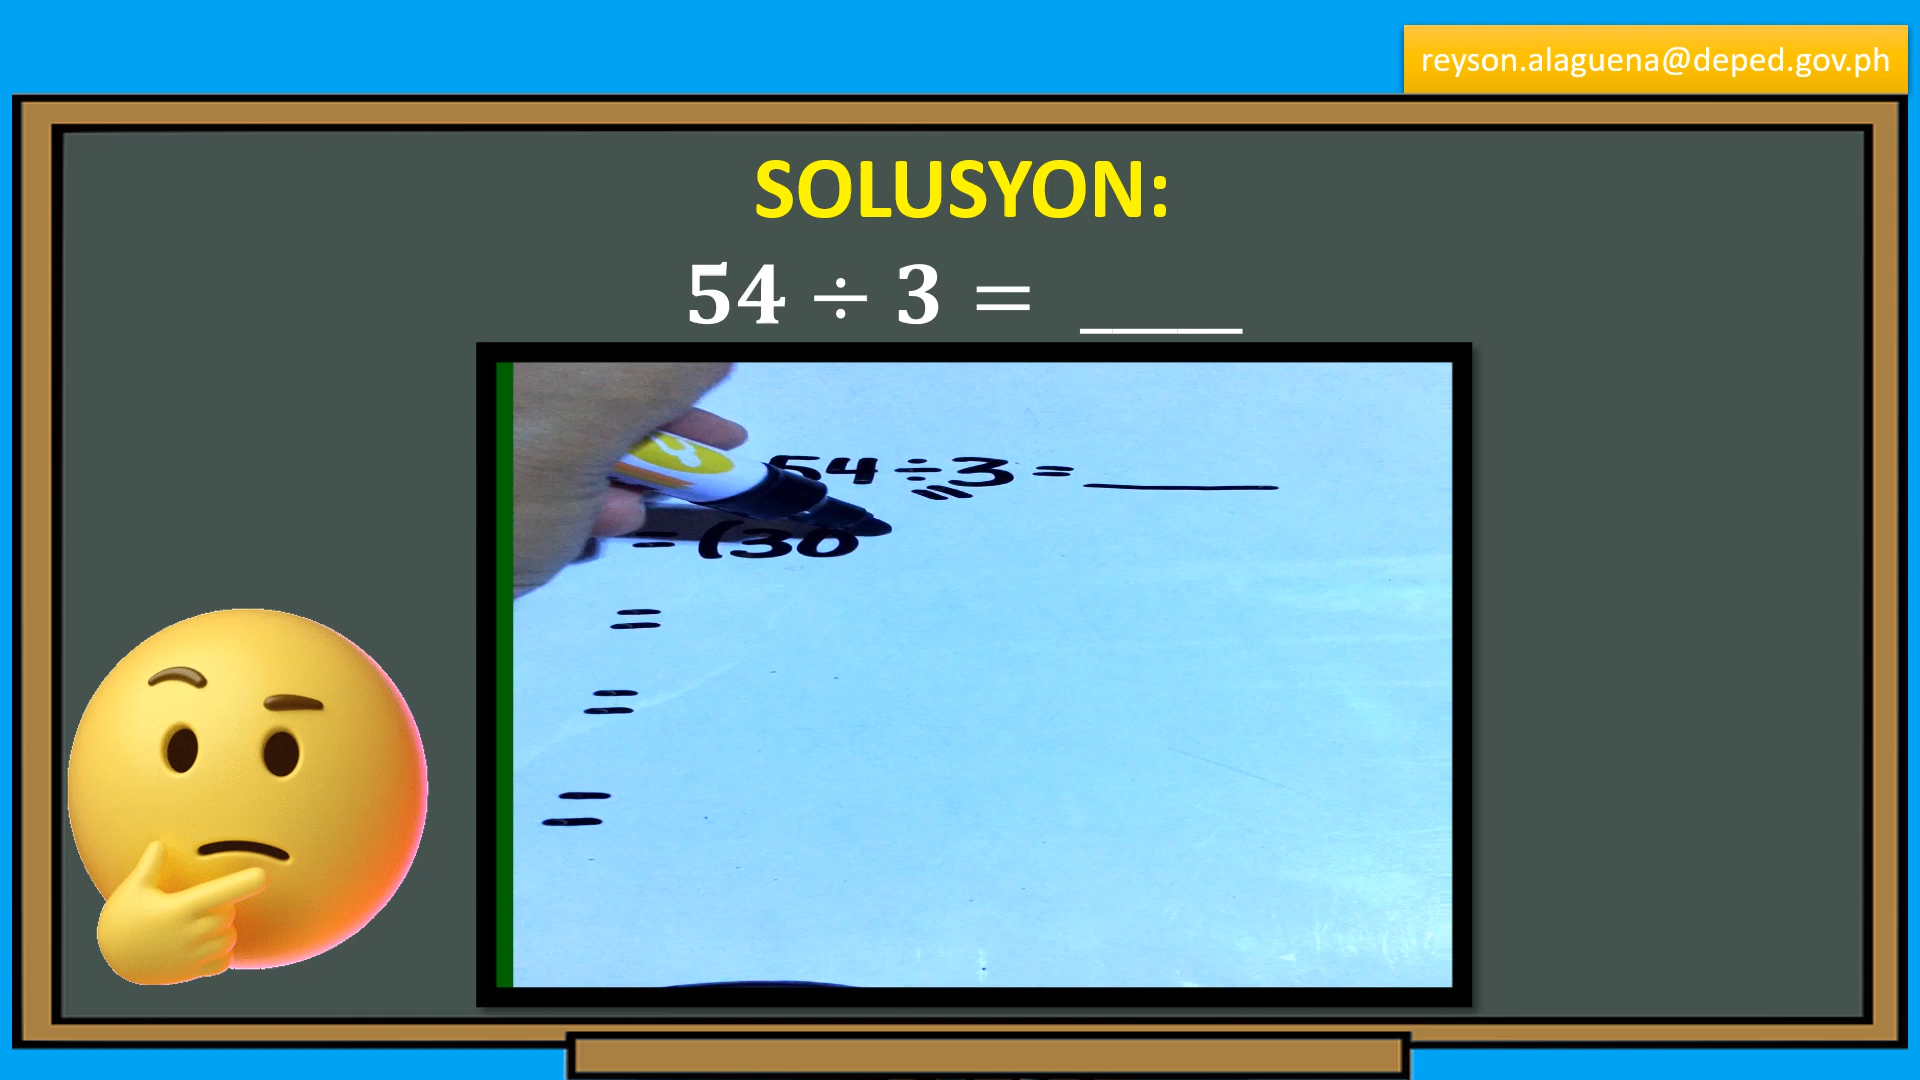 reyson.alaguena@deped.gov.ph
SOLUSYON:
54 ÷ 3 = ____
54 ÷ 3 = ____
= (30
=
=
=